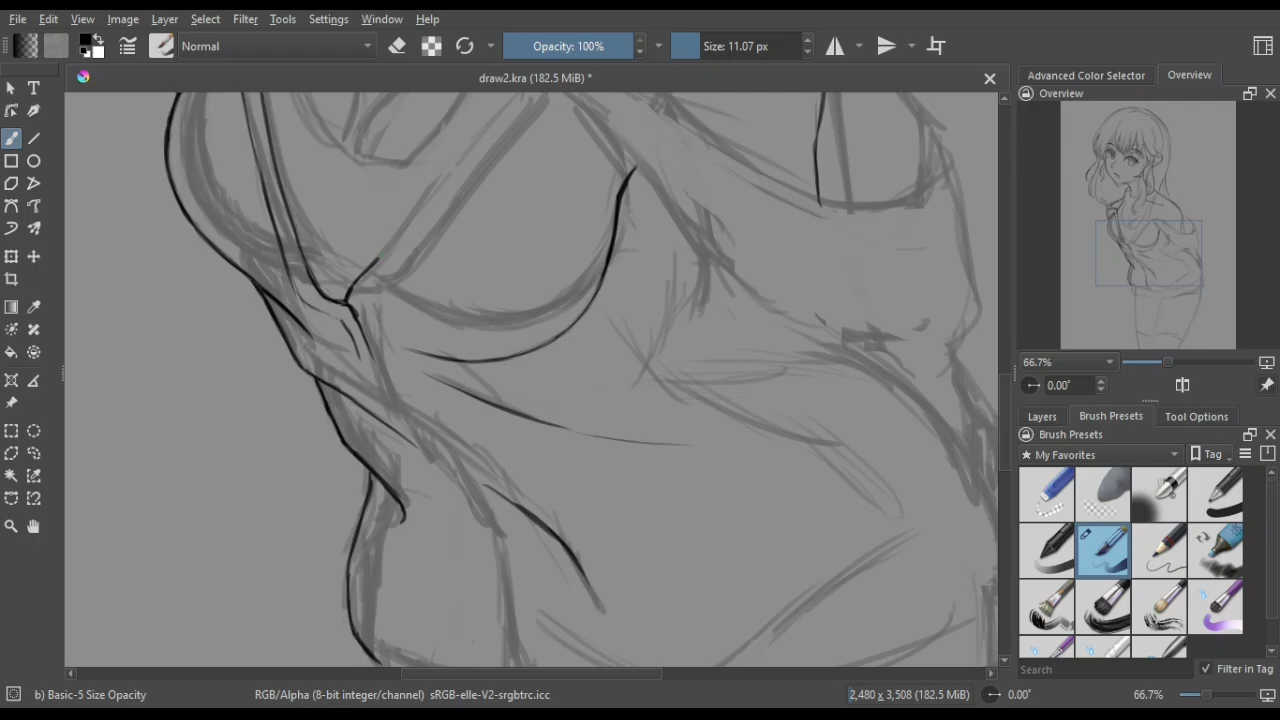 File Edit View Image Layer Select Filter Tools Settings Window Help
Normal Opacity: 100% Size: 11.07 px
draw2.kra (182.5 MiB) *
Advanced Color Selector Overview
Overview
66.7%
0.00°
Layers Brush Presets Tool Options
Brush Presets
My Favorites Tag
Search Filter in Tag
b) Basic-5 Size Opacity RGB/Alpha (8-bit integer/channel) sRGB-elle-V2-srgbtrc.icc 2,480 x 3,508 (182.5 MiB) 0.00° 66.7%